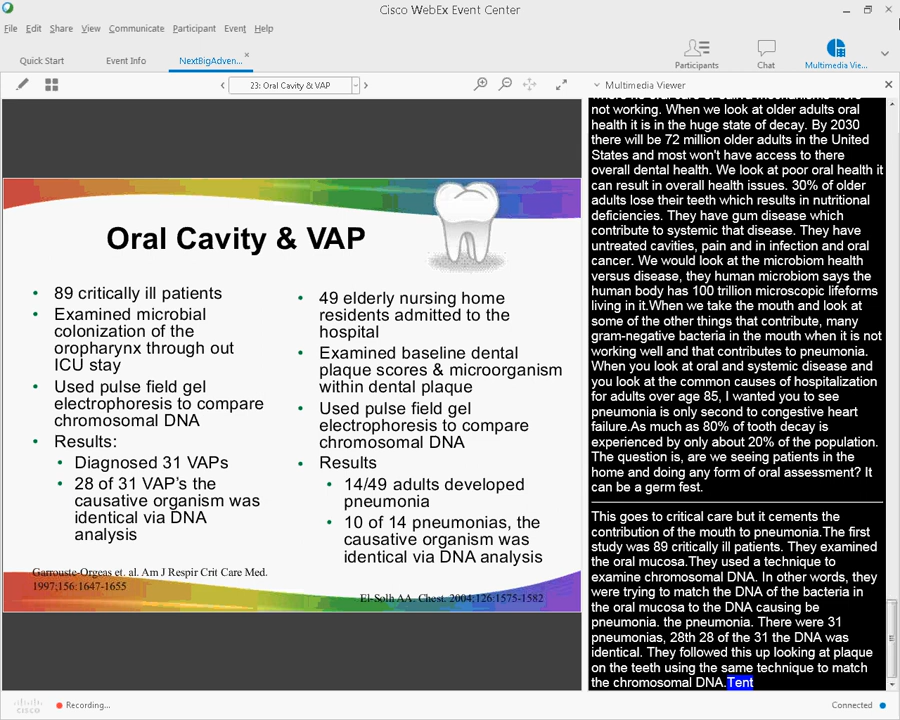 Cisco WebEx Event Center
File Edit Share View Communicate Participant Event Help
Quick Start
Event Info
NextBigAdven...
Participants
Chat
Multimedia Vie...
23: Oral Cavity & VAP
Multimedia Viewer
Oral Cavity & VAP
• 89 critically ill patients
• Examined microbial
colonization of the
oropharynx through out
ICU stay
• Used pulse field gel
electrophoresis to compare
chromosomal DNA
• Results:
• Diagnosed 31 VAPs
• 28 of 31 VAP's the
causative organism was
identical via DNA
analysis
Garrouste-Orgeas et. al. Am J Respir Crit Care Med.
1997;156:1647-1655
• 49 elderly nursing home
residents admitted to the
hospital
• Examined baseline dental
plaque scores & microorganism
within dental plaque
• Used pulse field gel
electrophoresis to compare
chromosomal DNA
• Results
• 14/49 adults developed
pneumonia
• 10 of 14 pneumonias, the
causative organism was
identical via DNA analysis
El-Solh AA. Chest. 2004;126:1575-1582
not working. When we look at older adults oral
health it is in the huge state of decay. By 2030
there will be 72 million older adults in the United
States and most won't have access to there
overall dental health. We look at poor oral health it
can result in overall health issues. 30% of older
adults lose their teeth which results in nutritional
deficiencies. They have gum disease which
contribute to systemic that disease. They have
untreated cavities, pain and in infection and oral
cancer. We would look at the microbiom health
versus disease, they human microbiom says the
human body has 100 trillion microscopic lifeforms
living in it.When we take the mouth and look at
some of the other things that contribute, many
gram-negative bacteria in the mouth when it is not
working well and that contributes to pneumonia.
When you look at oral and systemic disease and
you look at the common causes of hospitalization
for adults over age 85, I wanted you to see
pneumonia is only second to congestive heart
failure.As much as 80% of tooth decay is
experienced by only about 20% of the population.
The question is, are we seeing patients in the
home and doing any form of oral assessment? It
can be a germ fest.
This goes to critical care but it cements the
contribution of the mouth to pneumonia.The first
study was 89 critically ill patients. They examined
the oral mucosa.They used a technique to
examine chromosomal DNA. In other words, they
were trying to match the DNA of the bacteria in
the oral mucosa to the DNA causing be
pneumonia. the pneumonia. There were 31
pneumonias, 28th 28 of the 31 the DNA was
identical. They followed this up looking at plaque
on the teeth using the same technique to match
the chromosomal DNA.Tent
cisco
Recording...
Connected